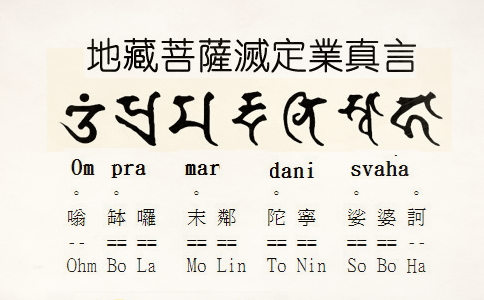 地藏菩薩滅定業真言
𑖌𑖼 𑖢𑖿𑖨 𑖦 𑖨𑖿𑖟 𑖡𑖰 𑖭𑖿𑖪𑖯 𑖮𑖯
Om pra mar dani svaha
。 。 。 。 。 。
嗡 缽 囉 末 鄰 陀 寧 娑 婆 訶
-- == == == == == == == == --
Ohm Bo La Mo Lin To Nin So Bo Ha